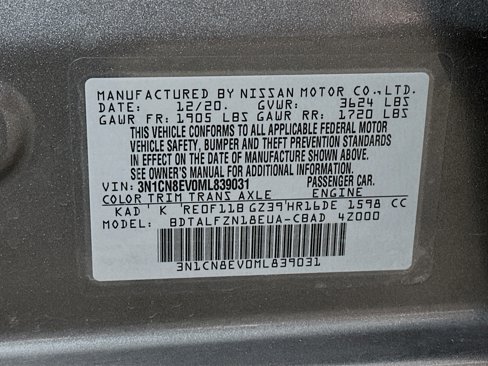 MANUFACTURED BY NISSAN MOTOR CO.,LTD.
DATE: 12/20. GVWR: 3624 LBS
GAWR FR: 1905 LBS GAWR RR: 1720 LBS
THIS VEHICLE CONFORMS TO ALL APPLICABLE FEDERAL MOTOR
VEHICLE SAFETY, BUMPER AND THEFT PREVENTION STANDARDS
IN EFFECT ON THE DATE OF MANUFACTURE SHOWN ABOVE.
SEE OWNER'S MANUAL FOR ADDITIONAL INFORMATION.
VIN: 3N1CN8EV0ML839031 PASSENGER CAR.
COLOR TRIM TRANS AXLE ENGINE
KAD K RE0F11B GZ39 HR16DE 1598 CC
MODEL: BDTALFZN18EUA-CBAD 4Z000
3N1CN8EV0ML839031